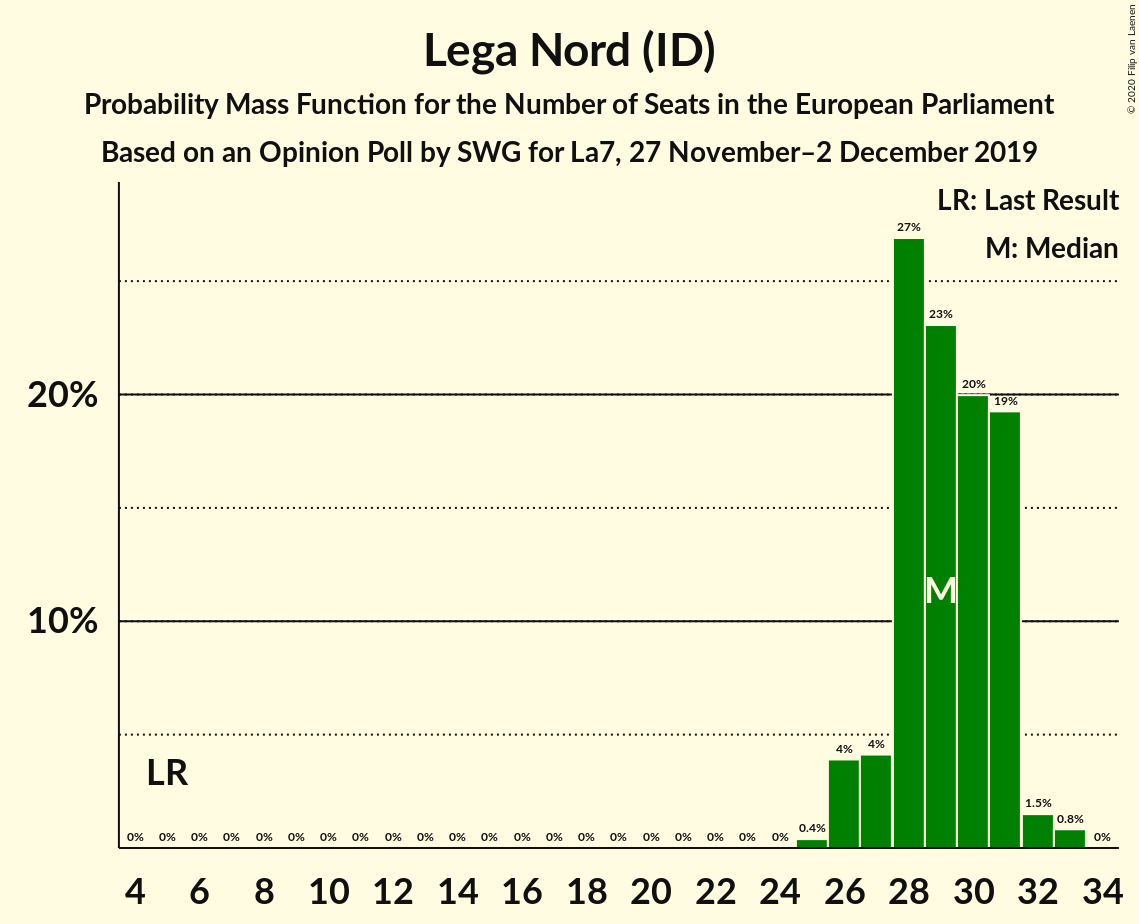 Lega Nord (ID)
Probability Mass Function for the Number of Seats in the European Parliament
Based on an Opinion Poll by SWG for La7, 27 November–2 December 2019
© 2020 Filip van Laenen
LR: Last Result
M: Median
27%
23%
20%
20%
19%
M
10%
4%
4%
LR
1.5%
0.8%
0.4%
0% 0% 0% 0% 0% 0% 0% 0% 0% 0% 0% 0% 0% 0% 0% 0% 0% 0% 0% 0% 0% 0%
4 6 8 10 12 14 16 18 20 22 24 26 28 30 32 34